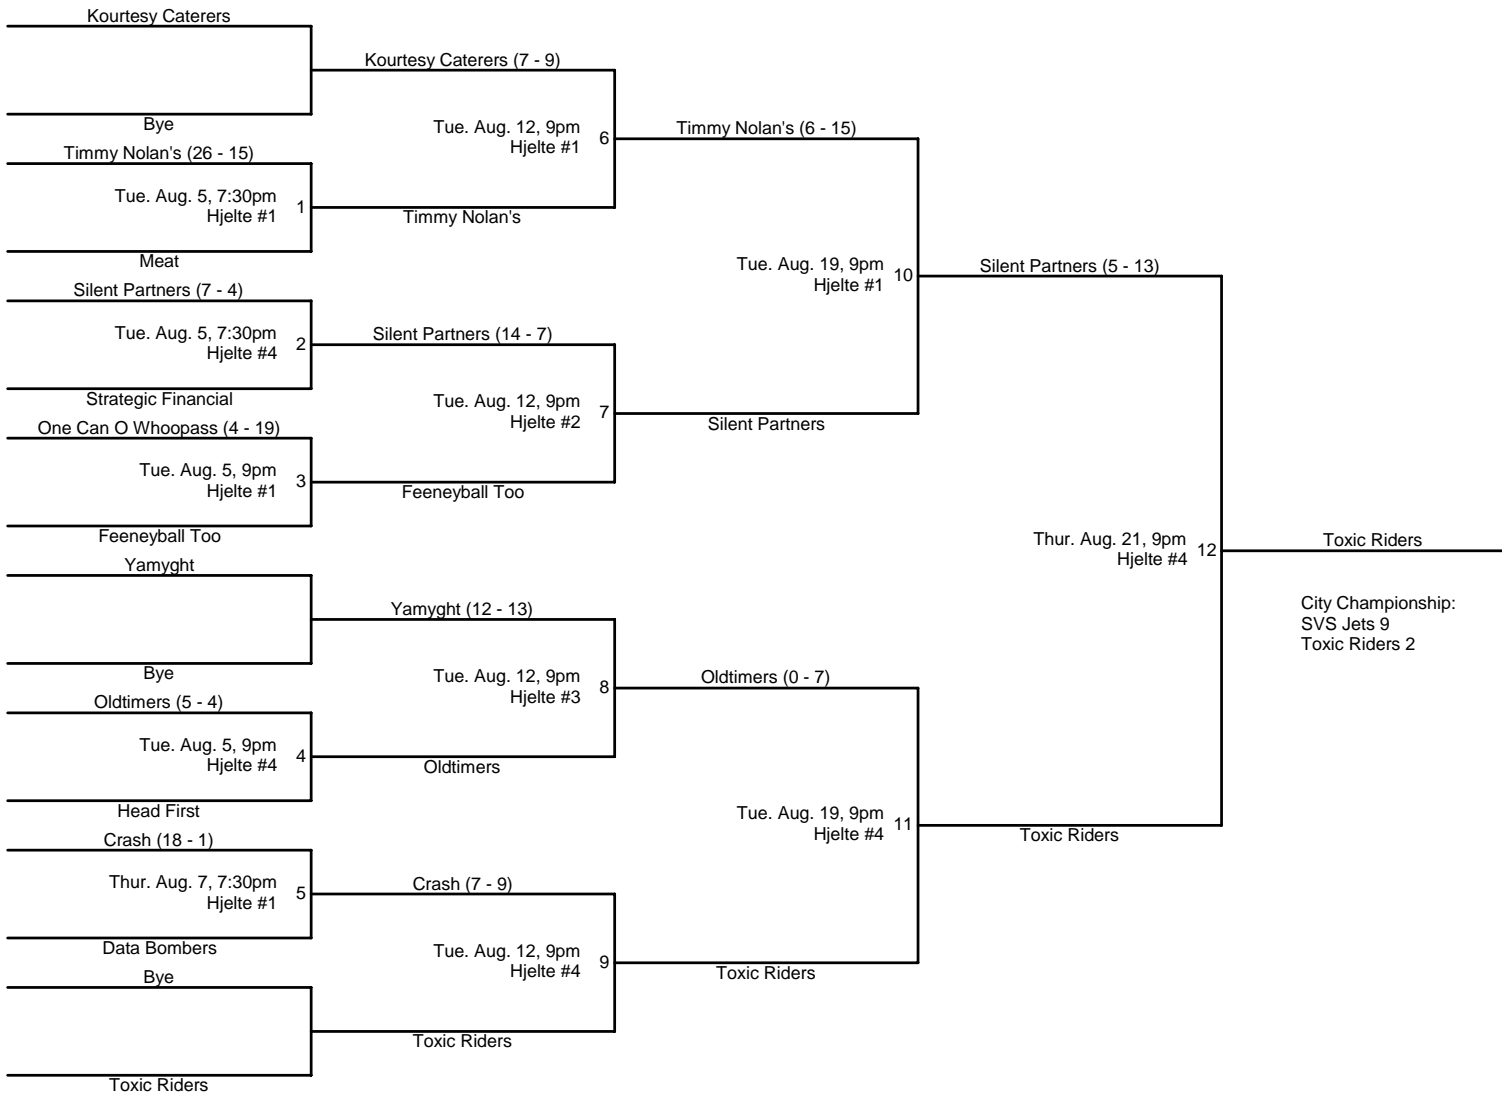 Kourtesy Caterers
Bye
Timmy Nolan's (26 - 15)
Tue. Aug. 5, 7:30pm
Hjelte #1
1
Meat
Silent Partners (7 - 4)
Tue. Aug. 5, 7:30pm
Hjelte #4
2
Strategic Financial
One Can O Whoopass (4 - 19)
Tue. Aug. 5, 9pm
Hjelte #1
3
Feeneyball Too
Yamyght
Bye
Oldtimers (5 - 4)
Tue. Aug. 5, 9pm
Hjelte #4
4
Head First
Crash (18 - 1)
Thur. Aug. 7, 7:30pm
Hjelte #1
5
Data Bombers
Bye
Toxic Riders
Kourtesy Caterers (7 - 9)
Tue. Aug. 12, 9pm
Hjelte #1
6
Timmy Nolan's
Silent Partners (14 - 7)
Tue. Aug. 12, 9pm
Hjelte #2
7
Feeneyball Too
Yamyght (12 - 13)
Tue. Aug. 12, 9pm
Hjelte #3
8
Oldtimers
Crash (7 - 9)
Tue. Aug. 12, 9pm
Hjelte #4
9
Toxic Riders
Timmy Nolan's (6 - 15)
Tue. Aug. 19, 9pm
Hjelte #1
10
Silent Partners
Oldtimers (0 - 7)
Tue. Aug. 19, 9pm
Hjelte #4
11
Toxic Riders
Silent Partners (5 - 13)
Thur. Aug. 21, 9pm
Hjelte #4
12
Toxic Riders
Toxic Riders
City Championship:
SVS Jets 9
Toxic Riders 2